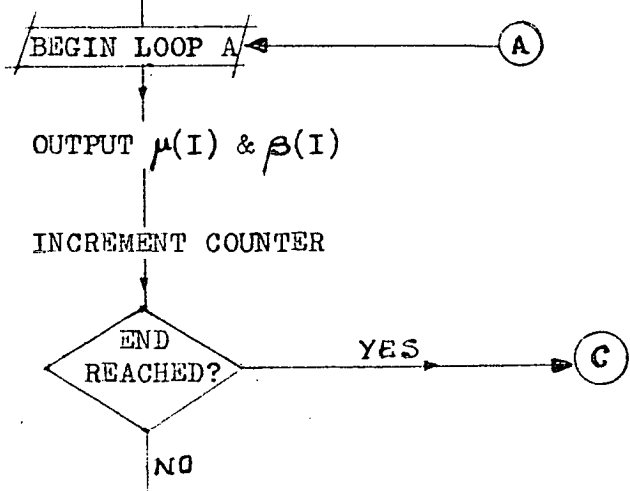 BEGIN LOOP A
A
OUTPUT μ(I) & β(I)
INCREMENT COUNTER
END
REACHED?
YES
C
NO